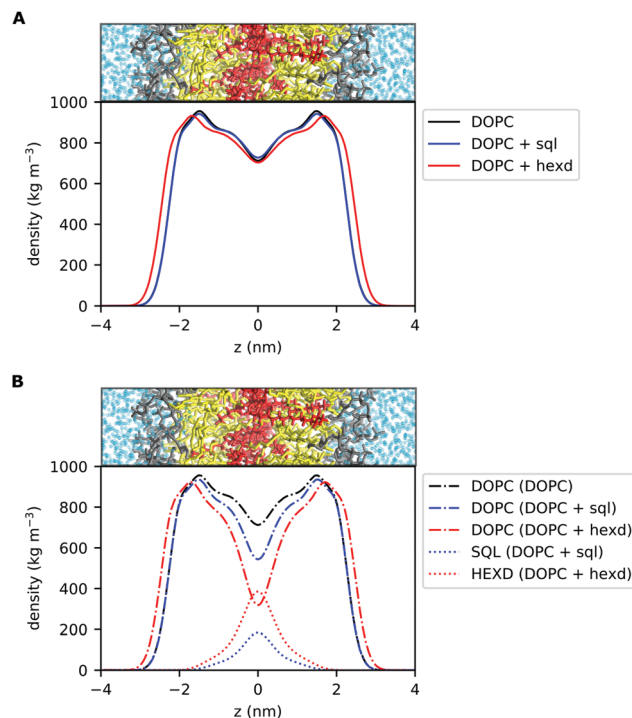 A
1000
800
600
400
200
0
density (kg m⁻³)
−4 −2 0 2 4
z (nm)
DOPC
DOPC + sql
DOPC + hexd
B
1000
800
600
400
200
0
density (kg m⁻³)
−4 −2 0 2 4
z (nm)
DOPC (DOPC)
DOPC (DOPC + sql)
DOPC (DOPC + hexd)
SQL (DOPC + sql)
HEXD (DOPC + hexd)